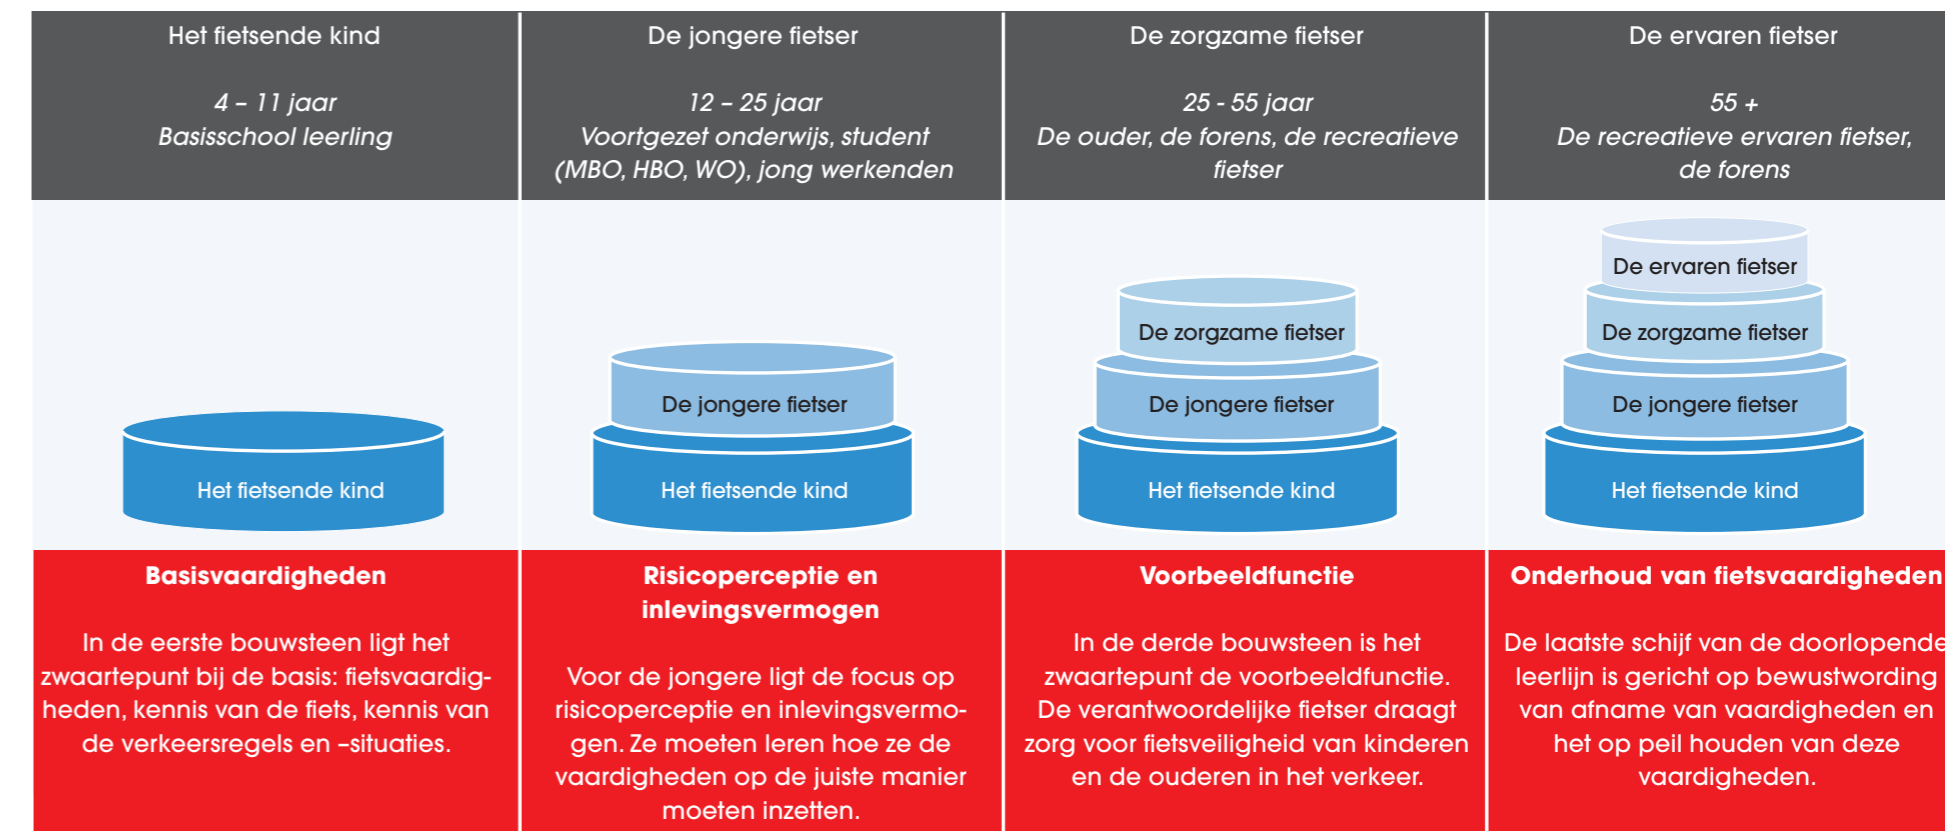 Het fietsende kind
4 – 11 jaar
Basisschool leerling
De jongere fietser
12 – 25 jaar
Voortgezet onderwijs, student
(MBO, HBO, WO), jong werkenden
De zorgzame fietser
25 - 55 jaar
De ouder, de forens, de recreatieve
fietser
De ervaren fietser
55 +
De recreatieve ervaren fietser,
de forens
Het fietsende kind
De jongere fietser
Het fietsende kind
De zorgzame fietser
De jongere fietser
Het fietsende kind
De ervaren fietser
De zorgzame fietser
De jongere fietser
Het fietsende kind
Basisvaardigheden
In de eerste bouwsteen ligt het
zwaartepunt bij de basis: fietsvaardig-
heden, kennis van de fiets, kennis van
de verkeersregels en –situaties.
Risicoperceptie en
inlevingsvermogen
Voor de jongere ligt de focus op
risicoperceptie en inlevingsvermo-
gen. Ze moeten leren hoe ze de
vaardigheden op de juiste manier
moeten inzetten.
Voorbeeldfunctie
In de derde bouwsteen is het
zwaartepunt de voorbeeldfunctie.
De verantwoordelijke fietser draagt
zorg voor fietsveiligheid van kinderen
en de ouderen in het verkeer.
Onderhoud van fietsvaardigheden
De laatste schijf van de doorlopende
leerlijn is gericht op bewustwording
van afname van vaardigheden en
het op peil houden van deze
vaardigheden.